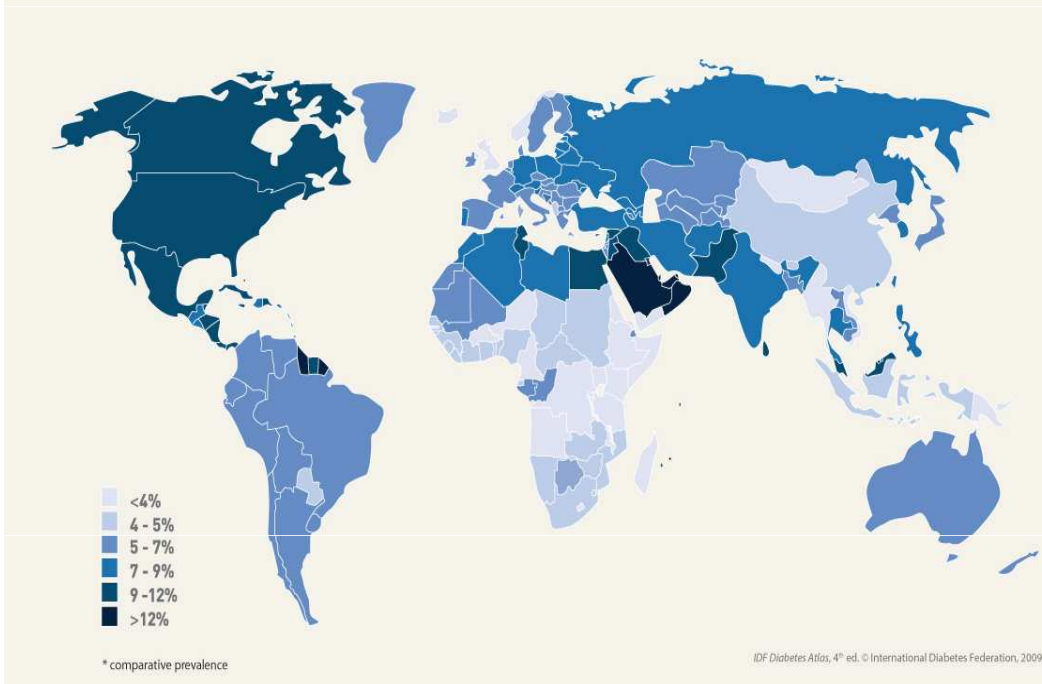 <4%
4 - 5%
5 - 7%
7 - 9%
9 -12%
>12%
* comparative prevalence
IDF Diabetes Atlas, 4th ed. © International Diabetes Federation, 2009